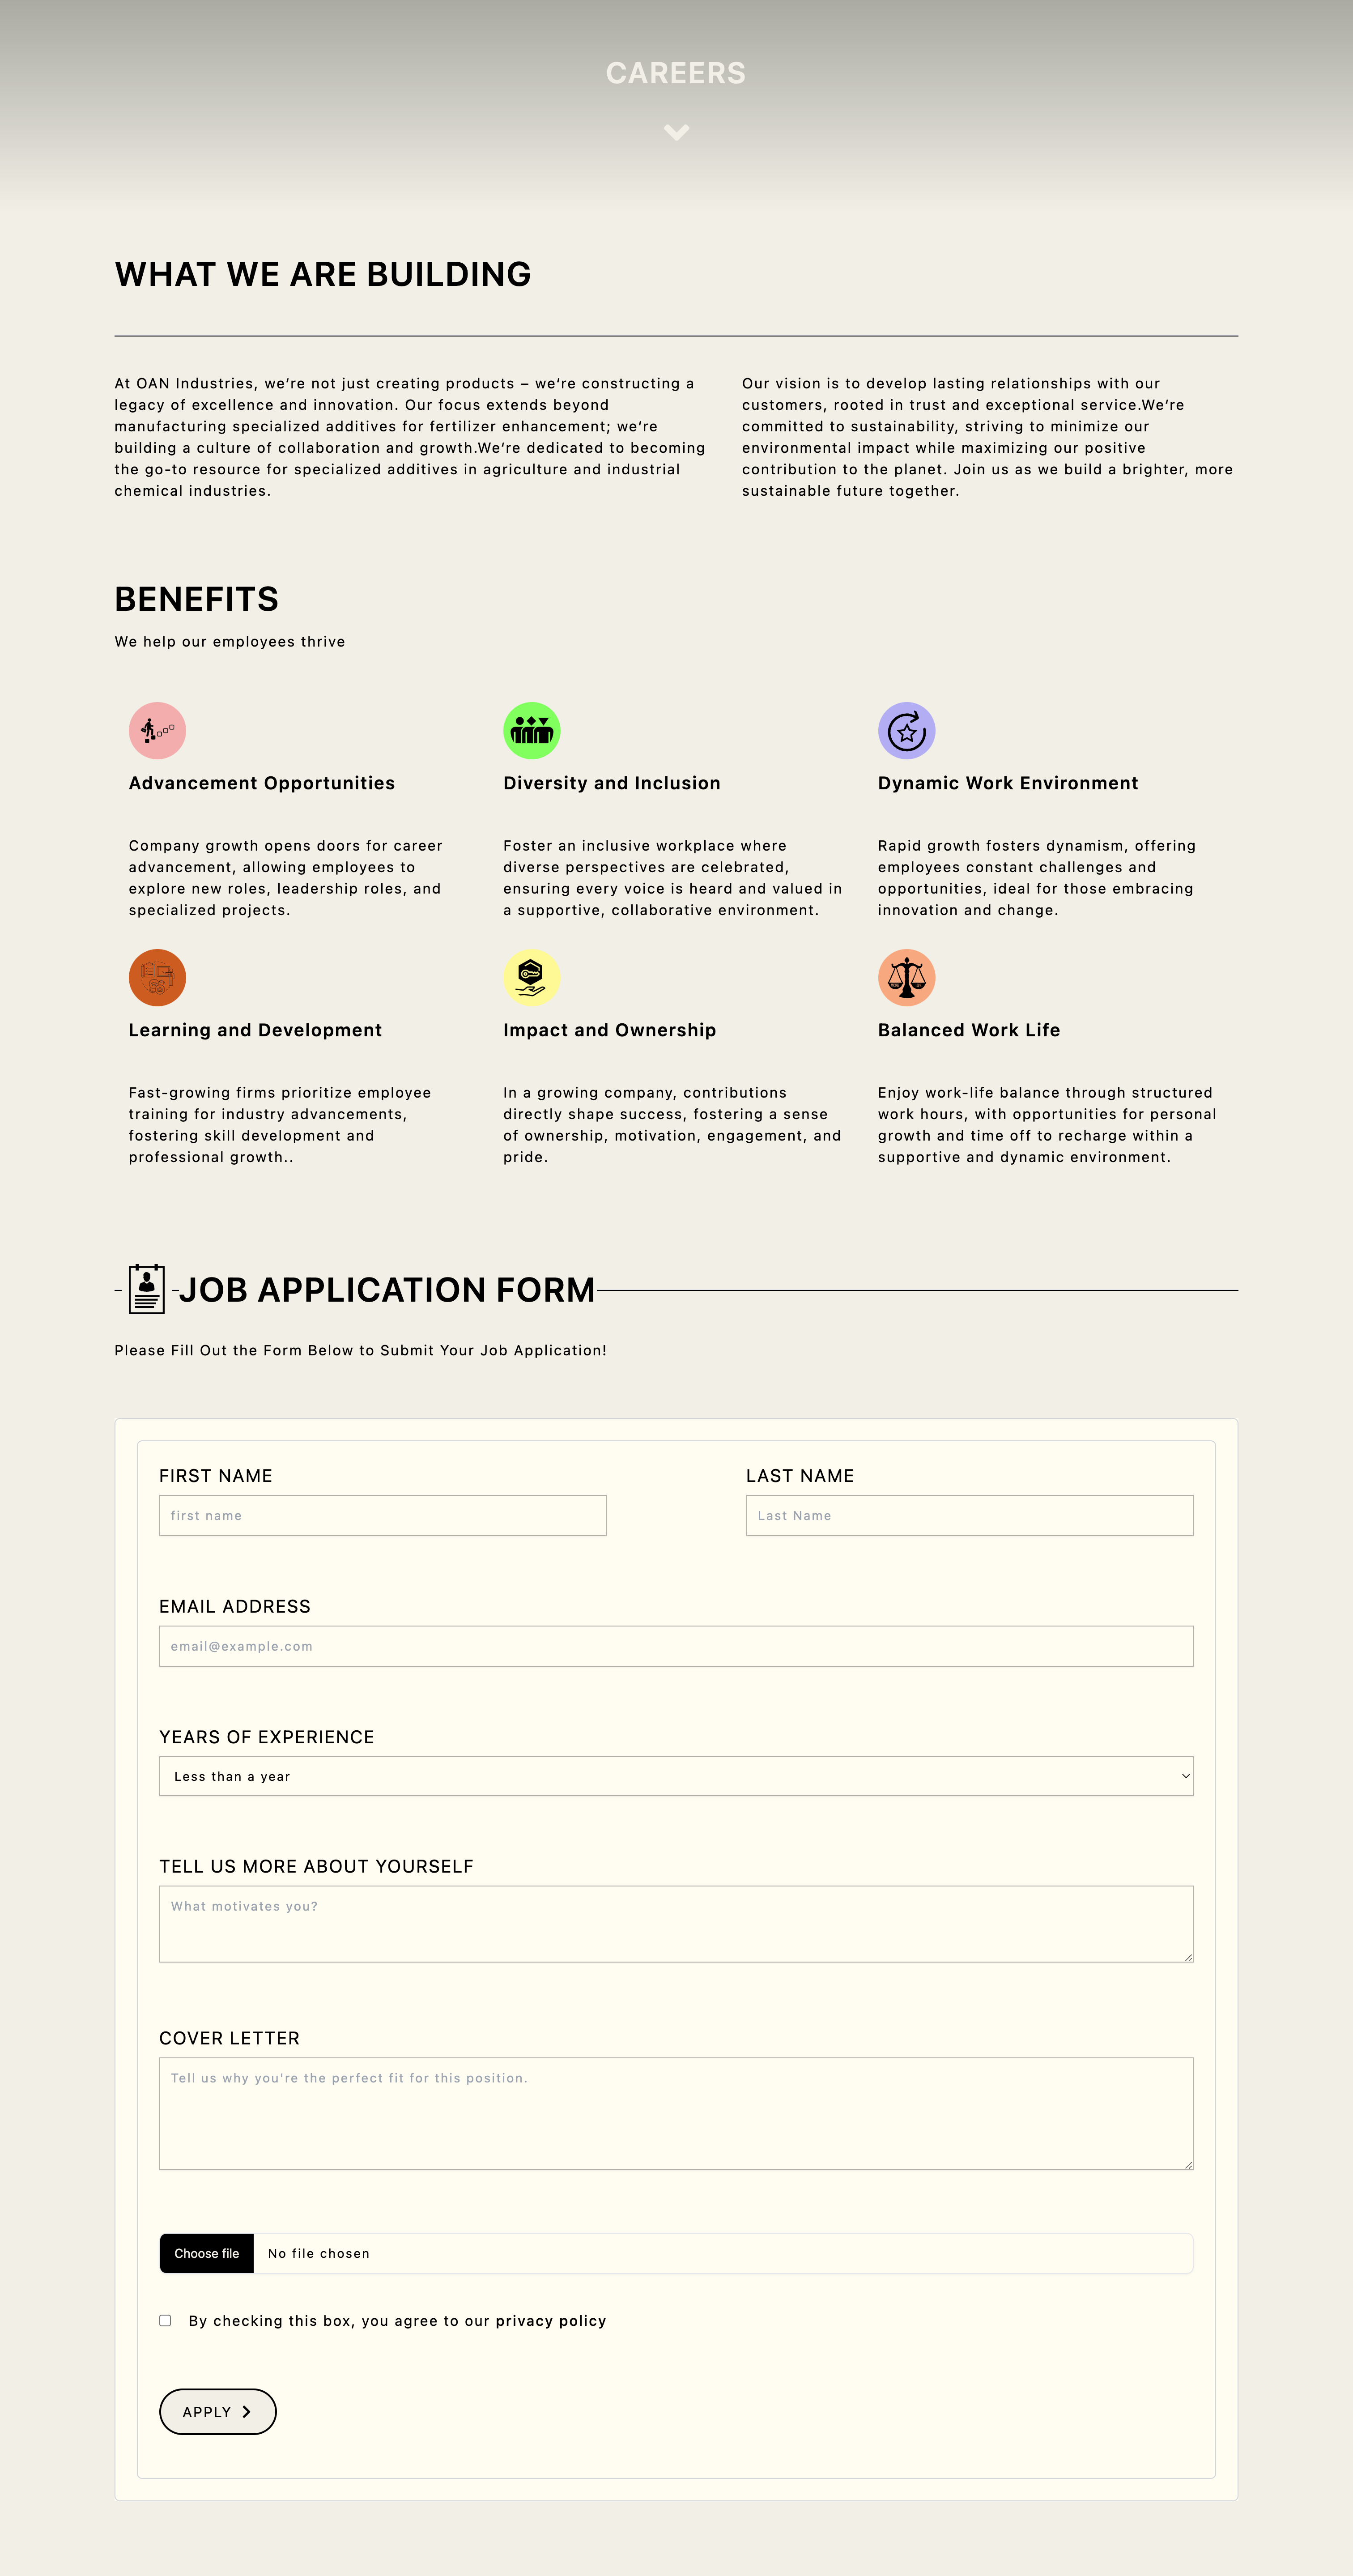 CAREERS
WHAT WE ARE BUILDING
At OAN Industries, we're not just creating products – we're constructing a
legacy of excellence and innovation. Our focus extends beyond
manufacturing specialized additives for fertilizer enhancement; we're
building a culture of collaboration and growth.We're dedicated to becoming
the go-to resource for specialized additives in agriculture and industrial
chemical industries.
Our vision is to develop lasting relationships with our
customers, rooted in trust and exceptional service.We're
committed to sustainability, striving to minimize our
environmental impact while maximizing our positive
contribution to the planet. Join us as we build a brighter, more
sustainable future together.
BENEFITS
We help our employees thrive
Advancement Opportunities
Company growth opens doors for career
advancement, allowing employees to
explore new roles, leadership roles, and
specialized projects.
Diversity and Inclusion
Foster an inclusive workplace where
diverse perspectives are celebrated,
ensuring every voice is heard and valued in
a supportive, collaborative environment.
Dynamic Work Environment
Rapid growth fosters dynamism, offering
employees constant challenges and
opportunities, ideal for those embracing
innovation and change.
Learning and Development
Fast-growing firms prioritize employee
training for industry advancements,
fostering skill development and
professional growth..
Impact and Ownership
In a growing company, contributions
directly shape success, fostering a sense
of ownership, motivation, engagement, and
pride.
Balanced Work Life
Enjoy work-life balance through structured
work hours, with opportunities for personal
growth and time off to recharge within a
supportive and dynamic environment.
JOB APPLICATION FORM
Please Fill Out the Form Below to Submit Your Job Application!
FIRST NAME
first name
LAST NAME
Last Name
EMAIL ADDRESS
email@example.com
YEARS OF EXPERIENCE
Less than a year
TELL US MORE ABOUT YOURSELF
What motivates you?
COVER LETTER
Tell us why you're the perfect fit for this position.
Choose file No file chosen
By checking this box, you agree to our privacy policy
APPLY